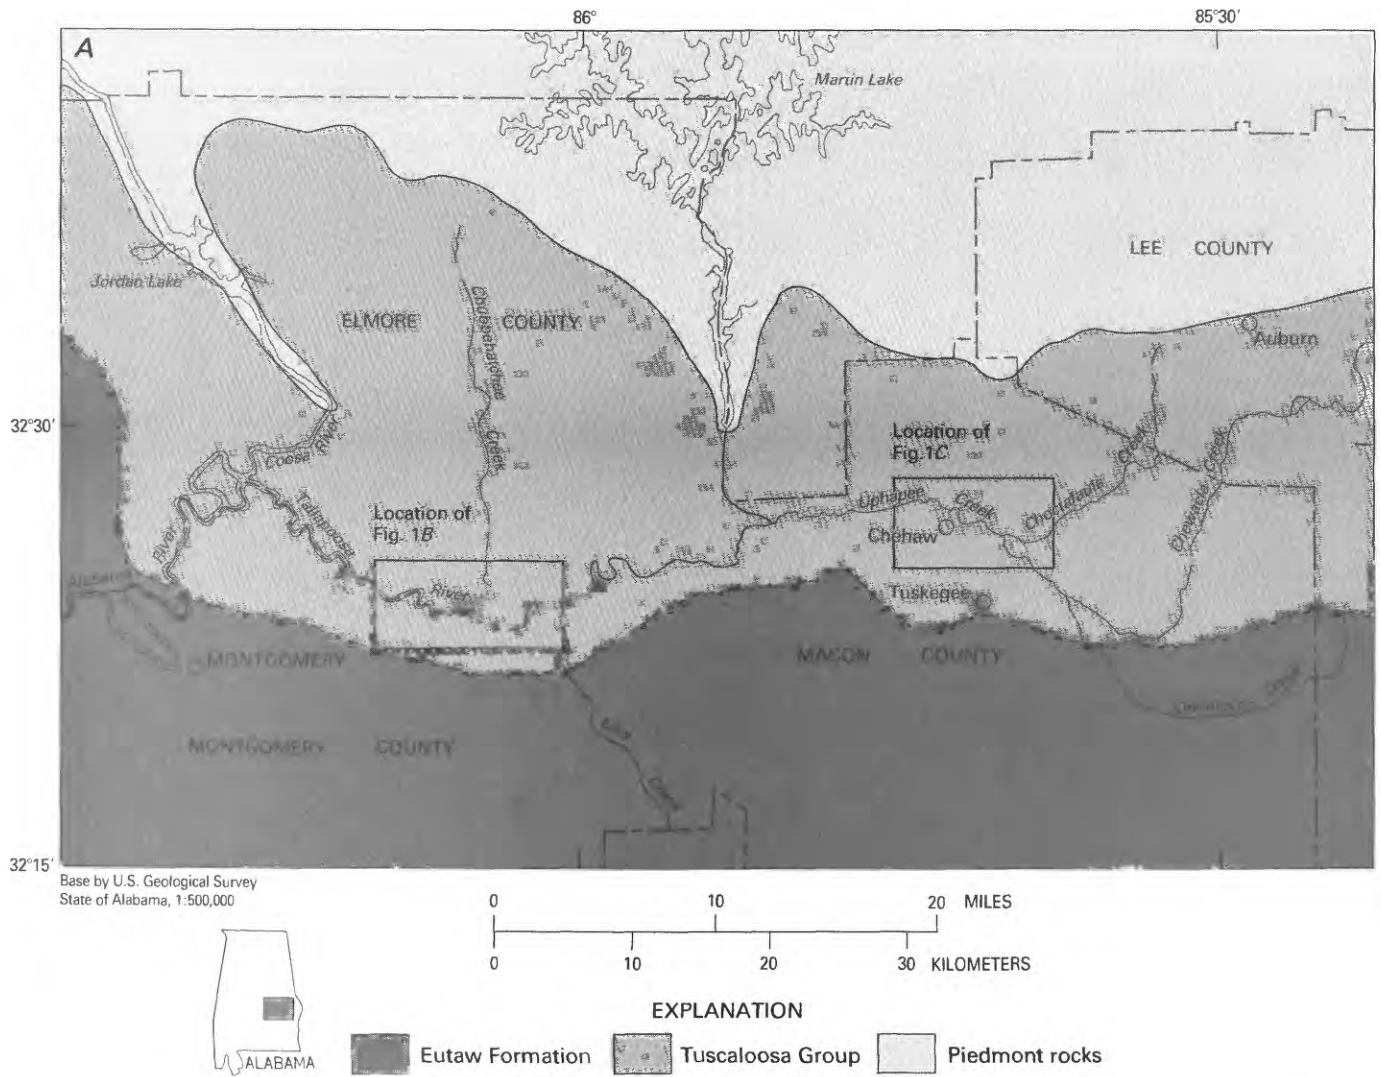 86°
85°30'
A
Martin Lake
LEE COUNTY
Jordan Lake
ELMORE COUNTY
Chubbehatchee
Creek
Auburn
32°30'
Coosa River
Location of
Fig. 1C
Creek
Uphapee
Creek
Choctafaula
Chewacla Creek
Tallapoosa
Location of
Fig. 1B
Chehaw
River
Alabama
River
Tuskegee
MONTGOMERY
MACON COUNTY
Creek
MONTGOMERY COUNTY
32°15'
Base by U.S. Geological Survey
State of Alabama, 1:500,000
0 10 20 MILES
0 10 20 30 KILOMETERS
EXPLANATION
ALABAMA
Eutaw Formation
Tuscaloosa Group
Piedmont rocks